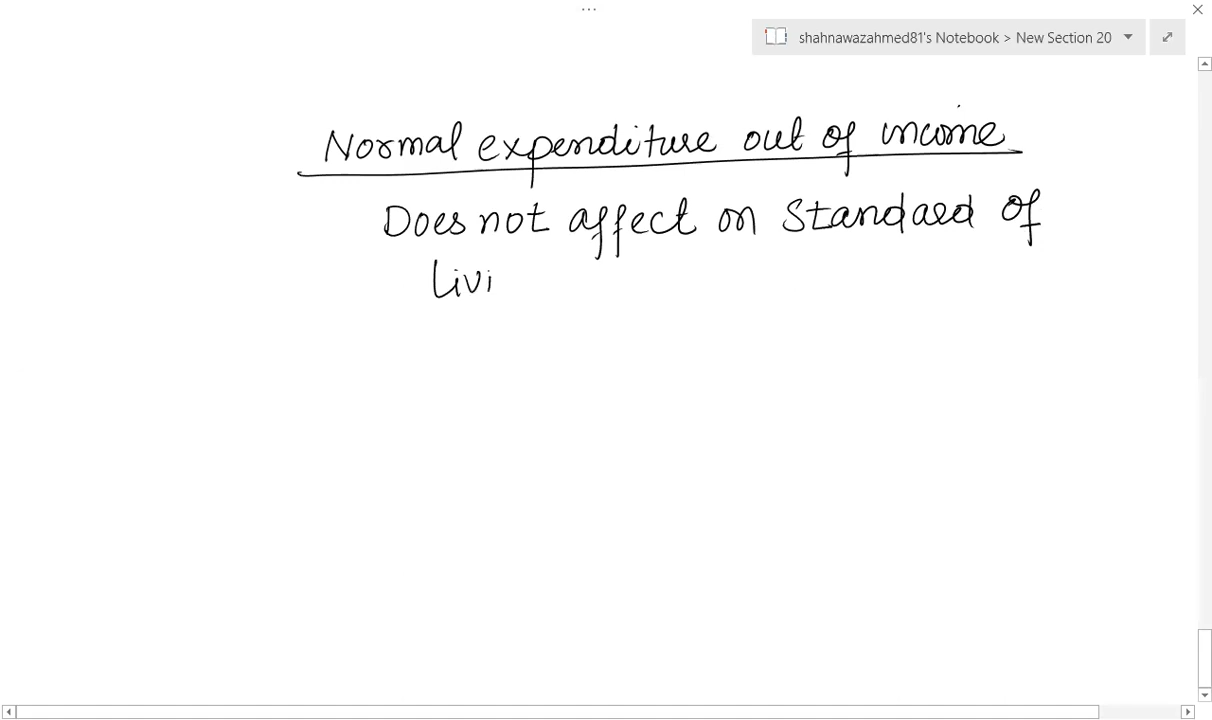 ...
shahnawazahmed81's Notebook > New Section 20
Normal expenditure out of income
Does not affect on Standard of
Livi